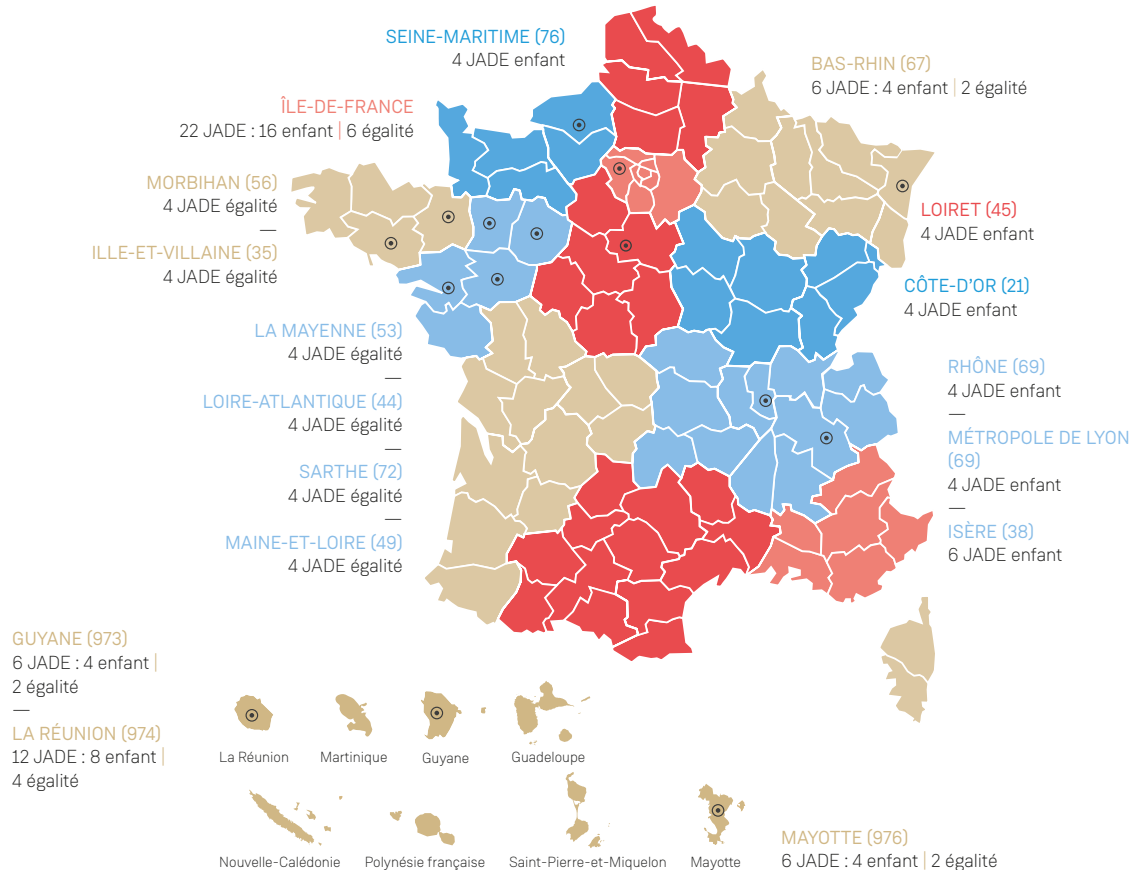 SEINE-MARITIME (76)
4 JADE enfant
BAS-RHIN (67)
6 JADE : 4 enfant | 2 égalité
ÎLE-DE-FRANCE
22 JADE : 16 enfant | 6 égalité
MORBIHAN (56)
4 JADE égalité
—
ILLE-ET-VILLAINE (35)
4 JADE égalité
LOIRET (45)
4 JADE enfant
CÔTE-D'OR (21)
4 JADE enfant
LA MAYENNE (53)
4 JADE égalité
—
LOIRE-ATLANTIQUE (44)
4 JADE égalité
—
SARTHE (72)
4 JADE égalité
—
MAINE-ET-LOIRE (49)
4 JADE égalité
RHÔNE (69)
4 JADE enfant
—
MÉTROPOLE DE LYON
(69)
4 JADE enfant
—
ISÈRE (38)
6 JADE enfant
GUYANE (973)
6 JADE : 4 enfant |
2 égalité
—
LA RÉUNION (974)
12 JADE : 8 enfant |
4 égalité
La Réunion
Martinique
Guyane
Guadeloupe
Nouvelle-Calédonie
Polynésie française
Saint-Pierre-et-Miquelon
Mayotte
MAYOTTE (976)
6 JADE : 4 enfant | 2 égalité